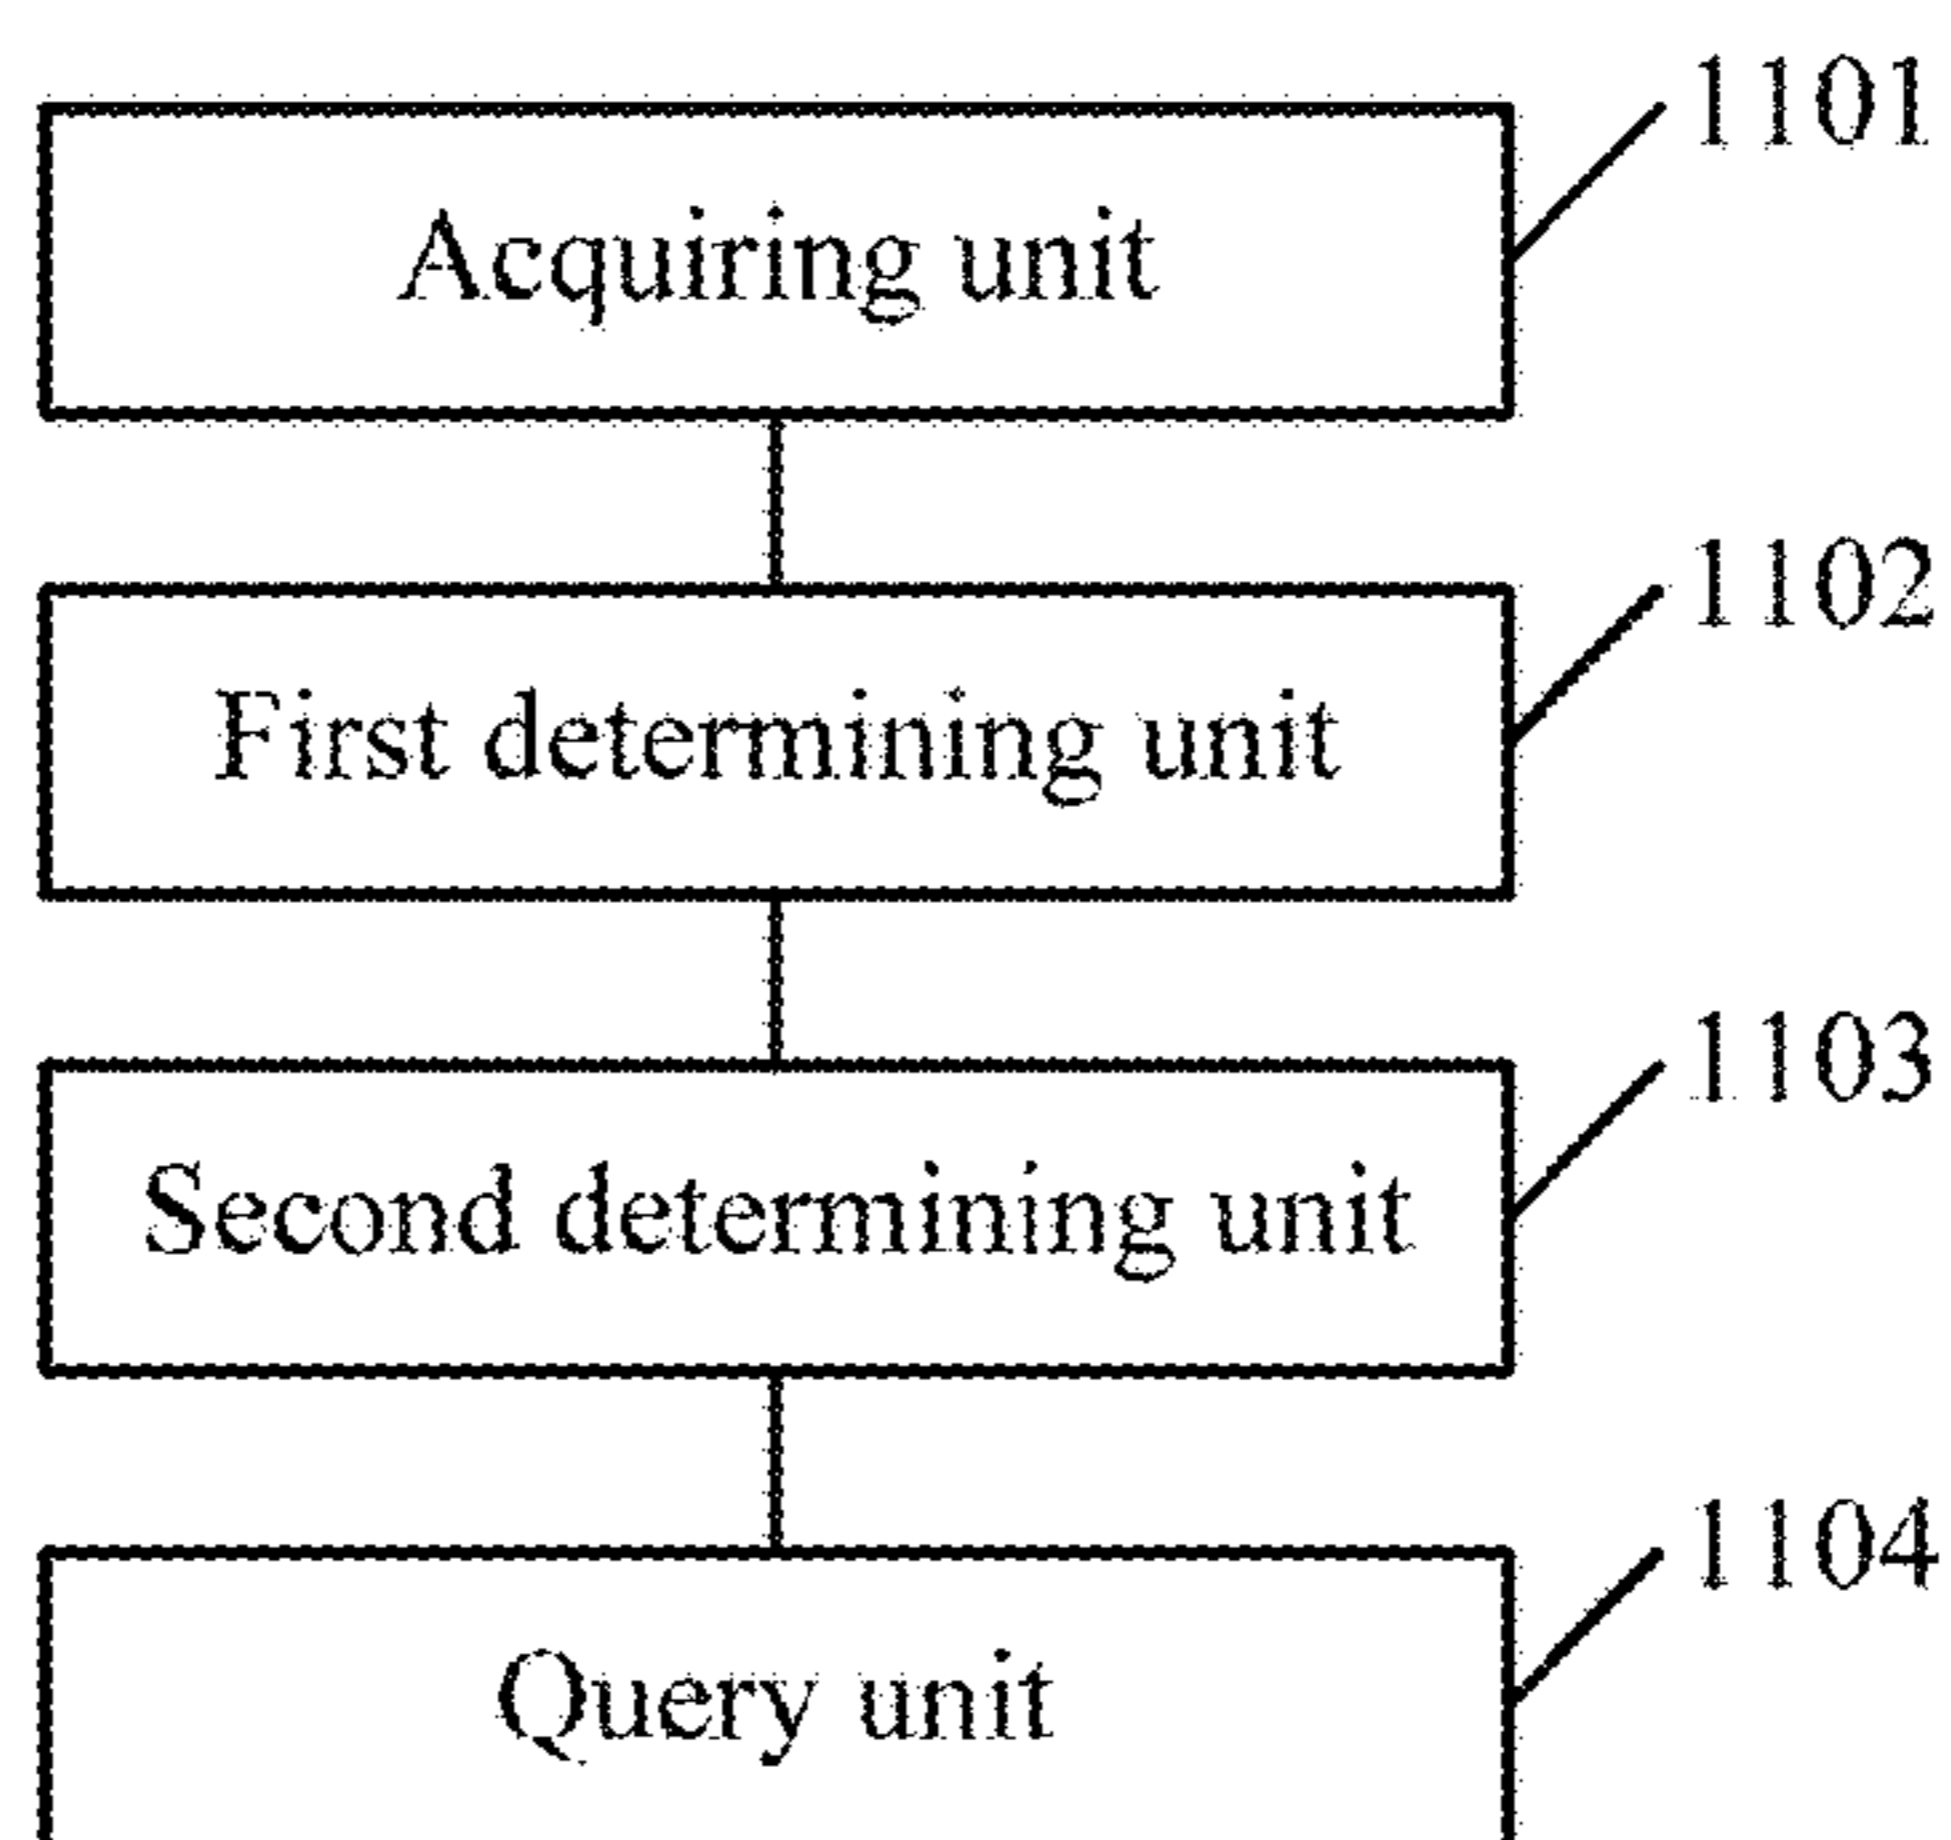 1101
Acquiring unit
1102
First determining unit
1103
Second determining unit
1104
Query unit